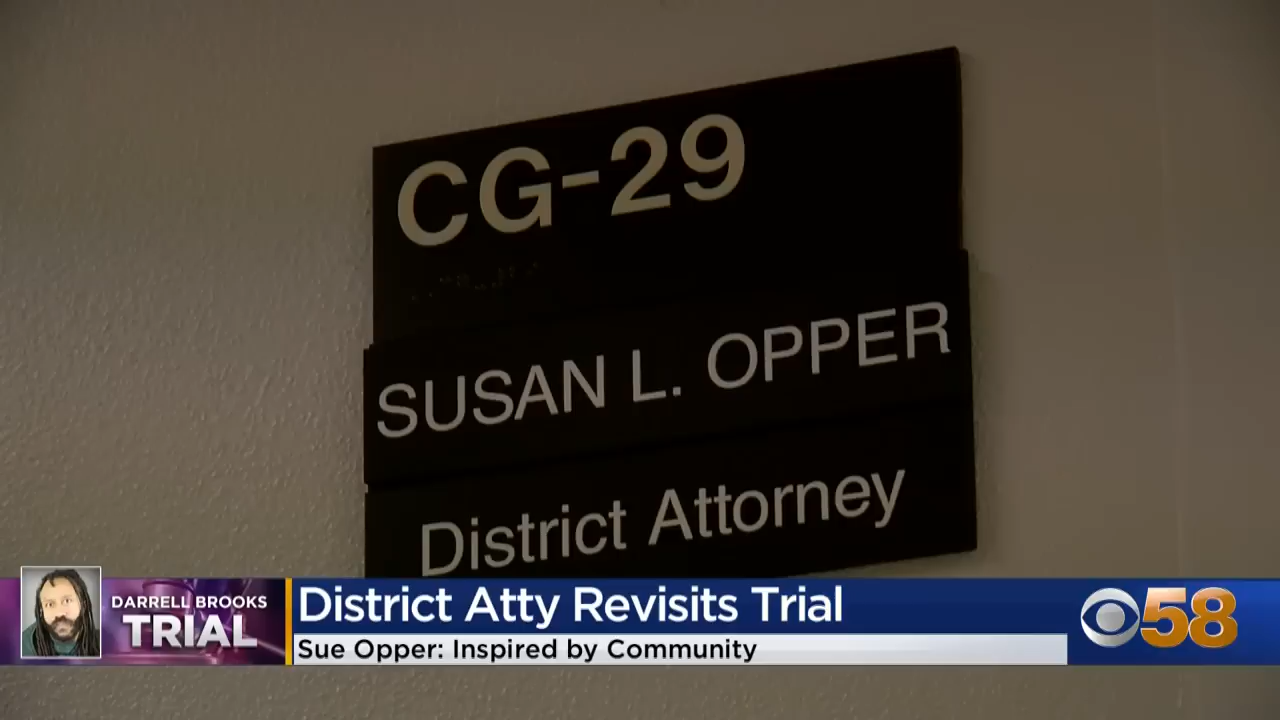 CG-29
SUSAN L. OPPER
District Attorney
DARRELL BROOKS
TRIAL
District Atty Revisits Trial
Sue Opper: Inspired by Community
58